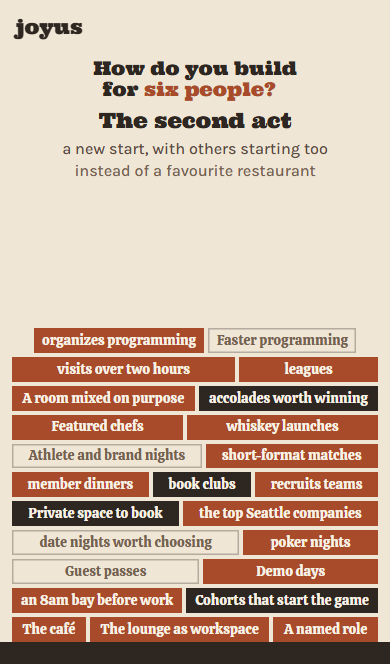 joyus
How do you build
for six people?
The second act
a new start, with others starting too
instead of a favourite restaurant
organizes programming Faster programming
visits over two hours leagues
A room mixed on purpose accolades worth winning
Featured chefs whiskey launches
Athlete and brand nights short-format matches
member dinners book clubs recruits teams
Private space to book the top Seattle companies
date nights worth choosing poker nights
Guest passes Demo days
an 8am bay before work Cohorts that start the game
The café The lounge as workspace A named role